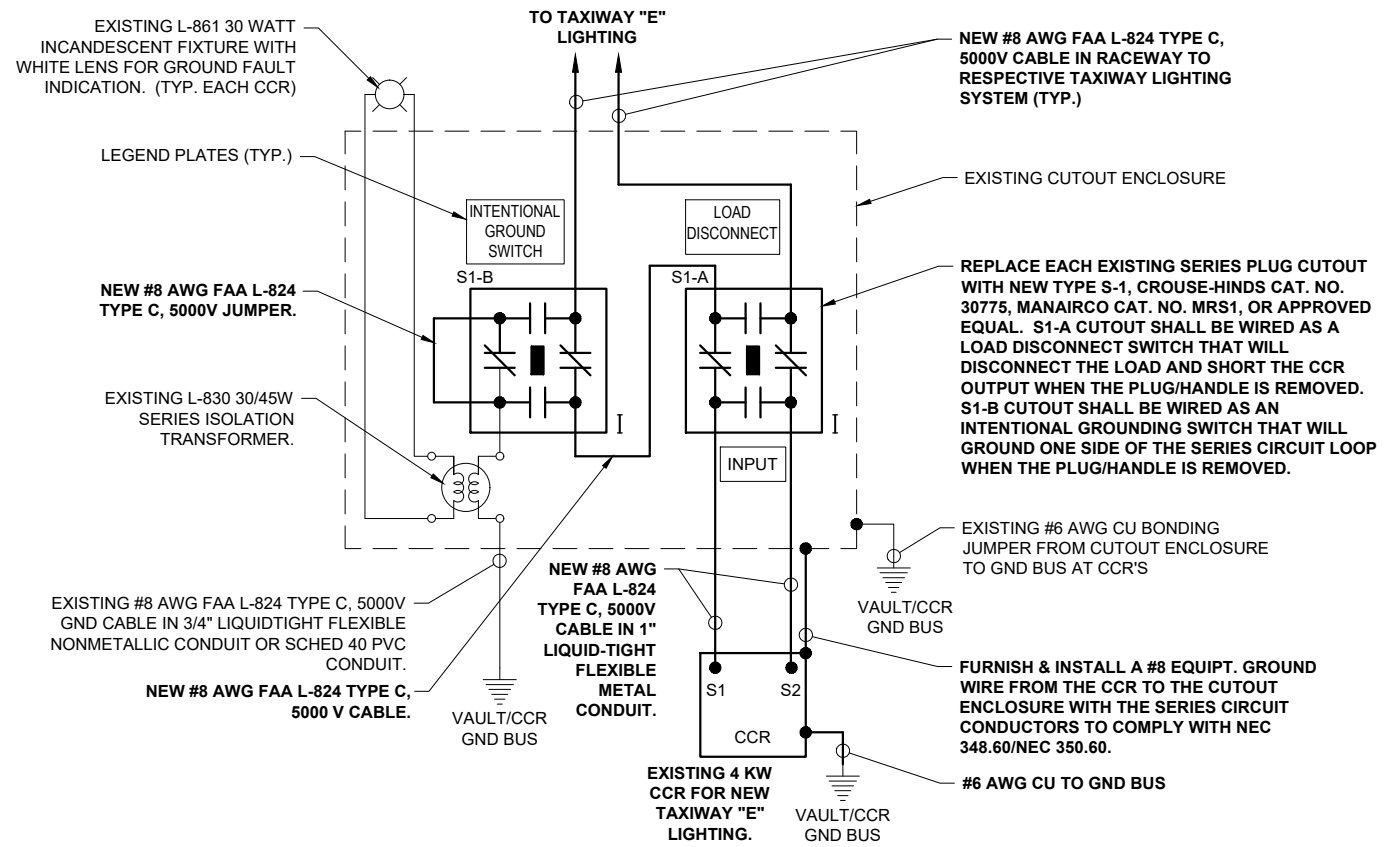 EXISTING L-861 30 WATT
INCANDESCENT FIXTURE WITH
WHITE LENS FOR GROUND FAULT
INDICATION. (TYP. EACH CCR)
TO TAXIWAY "E"
LIGHTING
NEW #8 AWG FAA L-824 TYPE C,
5000V CABLE IN RACEWAY TO
RESPECTIVE TAXIWAY LIGHTING
SYSTEM (TYP.)
LEGEND PLATES (TYP.)
EXISTING CUTOUT ENCLOSURE
INTENTIONAL
GROUND
SWITCH
LOAD
DISCONNECT
S1-B
S1-A
NEW #8 AWG FAA L-824
TYPE C, 5000V JUMPER.
REPLACE EACH EXISTING SERIES PLUG CUTOUT
WITH NEW TYPE S-1, CROUSE-HINDS CAT. NO.
30775, MANAIRCO CAT. NO. MRS1, OR APPROVED
EQUAL. S1-A CUTOUT SHALL BE WIRED AS A
LOAD DISCONNECT SWITCH THAT WILL
DISCONNECT THE LOAD AND SHORT THE CCR
OUTPUT WHEN THE PLUG/HANDLE IS REMOVED.
S1-B CUTOUT SHALL BE WIRED AS AN
INTENTIONAL GROUNDING SWITCH THAT WILL
GROUND ONE SIDE OF THE SERIES CIRCUIT LOOP
WHEN THE PLUG/HANDLE IS REMOVED.
EXISTING L-830 30/45W
SERIES ISOLATION
TRANSFORMER.
I
I
INPUT
EXISTING #6 AWG CU BONDING
JUMPER FROM CUTOUT ENCLOSURE
TO GND BUS AT CCR'S
VAULT/CCR
GND BUS
EXISTING #8 AWG FAA L-824 TYPE C, 5000V
GND CABLE IN 3/4" LIQUIDTIGHT FLEXIBLE
NONMETALLIC CONDUIT OR SCHED 40 PVC
CONDUIT.
NEW #8 AWG FAA L-824 TYPE C,
5000 V CABLE.
VAULT/CCR
GND BUS
NEW #8 AWG
FAA L-824
TYPE C, 5000V
CABLE IN 1"
LIQUID-TIGHT
FLEXIBLE
METAL
CONDUIT.
S1
S2
CCR
FURNISH & INSTALL A #8 EQUIPT. GROUND
WIRE FROM THE CCR TO THE CUTOUT
ENCLOSURE WITH THE SERIES CIRCUIT
CONDUCTORS TO COMPLY WITH NEC
348.60/NEC 350.60.
#6 AWG CU TO GND BUS
EXISTING 4 KW
CCR FOR NEW
TAXIWAY "E"
LIGHTING.
VAULT/CCR
GND BUS